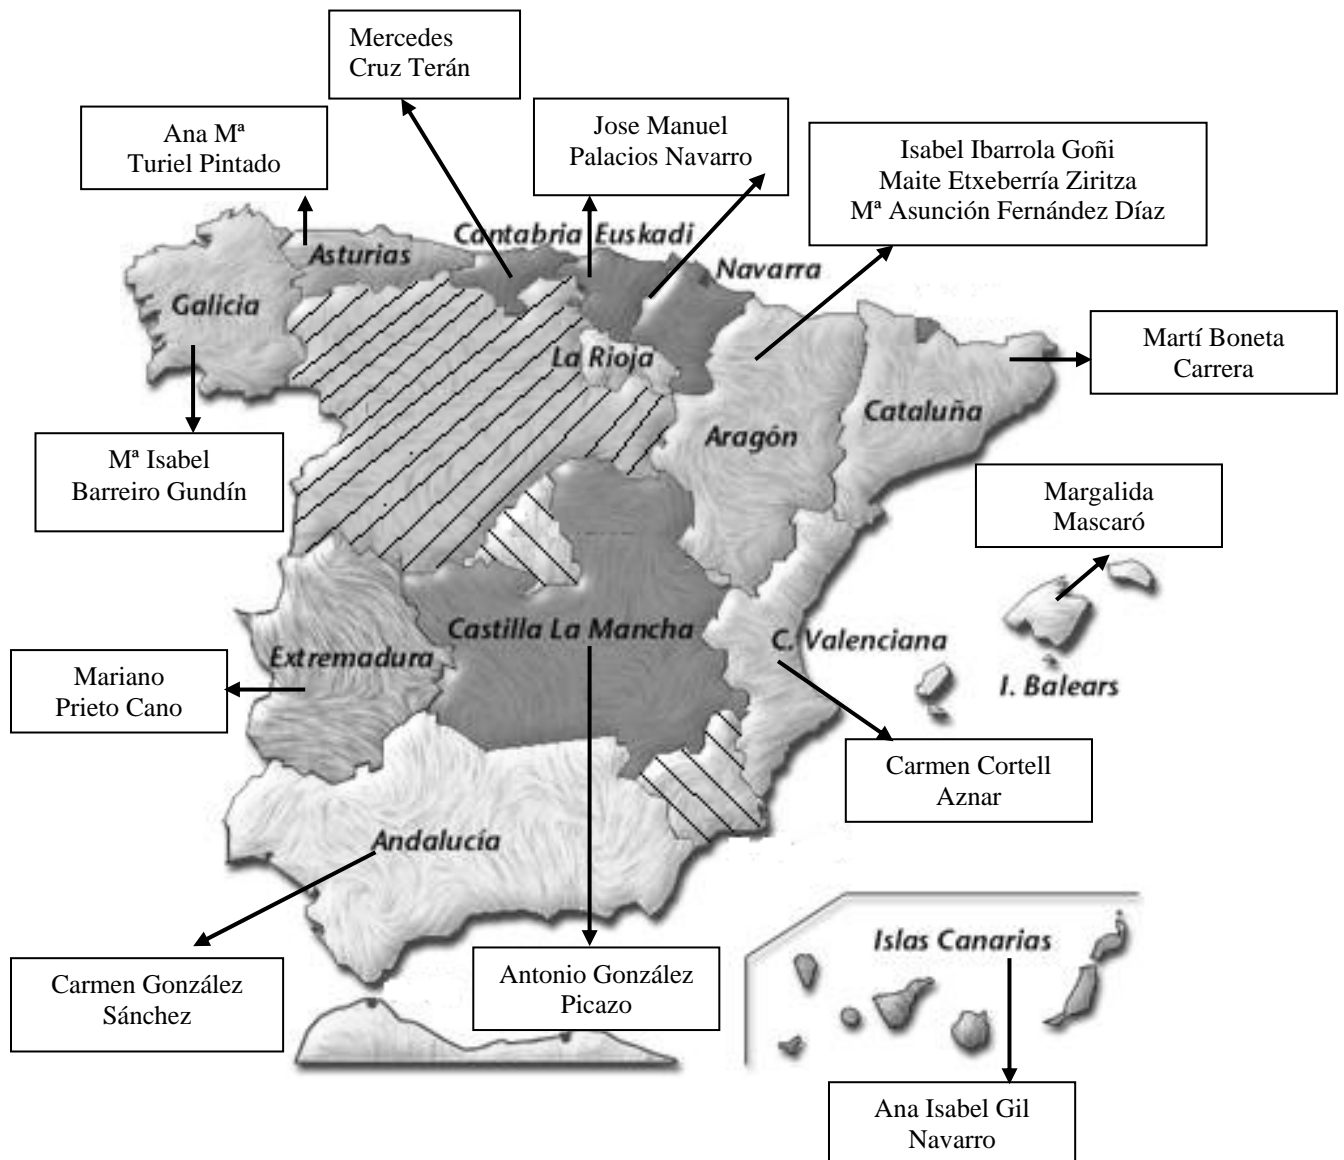 Mercedes
Cruz Terán
Ana Mª
Turiel Pintado
Jose Manuel
Palacios Navarro
Isabel Ibarrola Goñi
Maite Etxeberría Ziritza
Mª Asunción Fernández Díaz
Cantabria
Euskadi
Asturias
Navarra
Galicia
La Rioja
Martí Boneta
Carrera
Cataluña
Aragón
Mª Isabel
Barreiro Gundín
Margalida
Mascaró
Castilla La Mancha
C. Valenciana
Extremadura
I. Balears
Mariano
Prieto Cano
Carmen Cortell
Aznar
Andalucía
Islas Canarias
Carmen González
Sánchez
Antonio González
Picazo
Ana Isabel Gil
Navarro